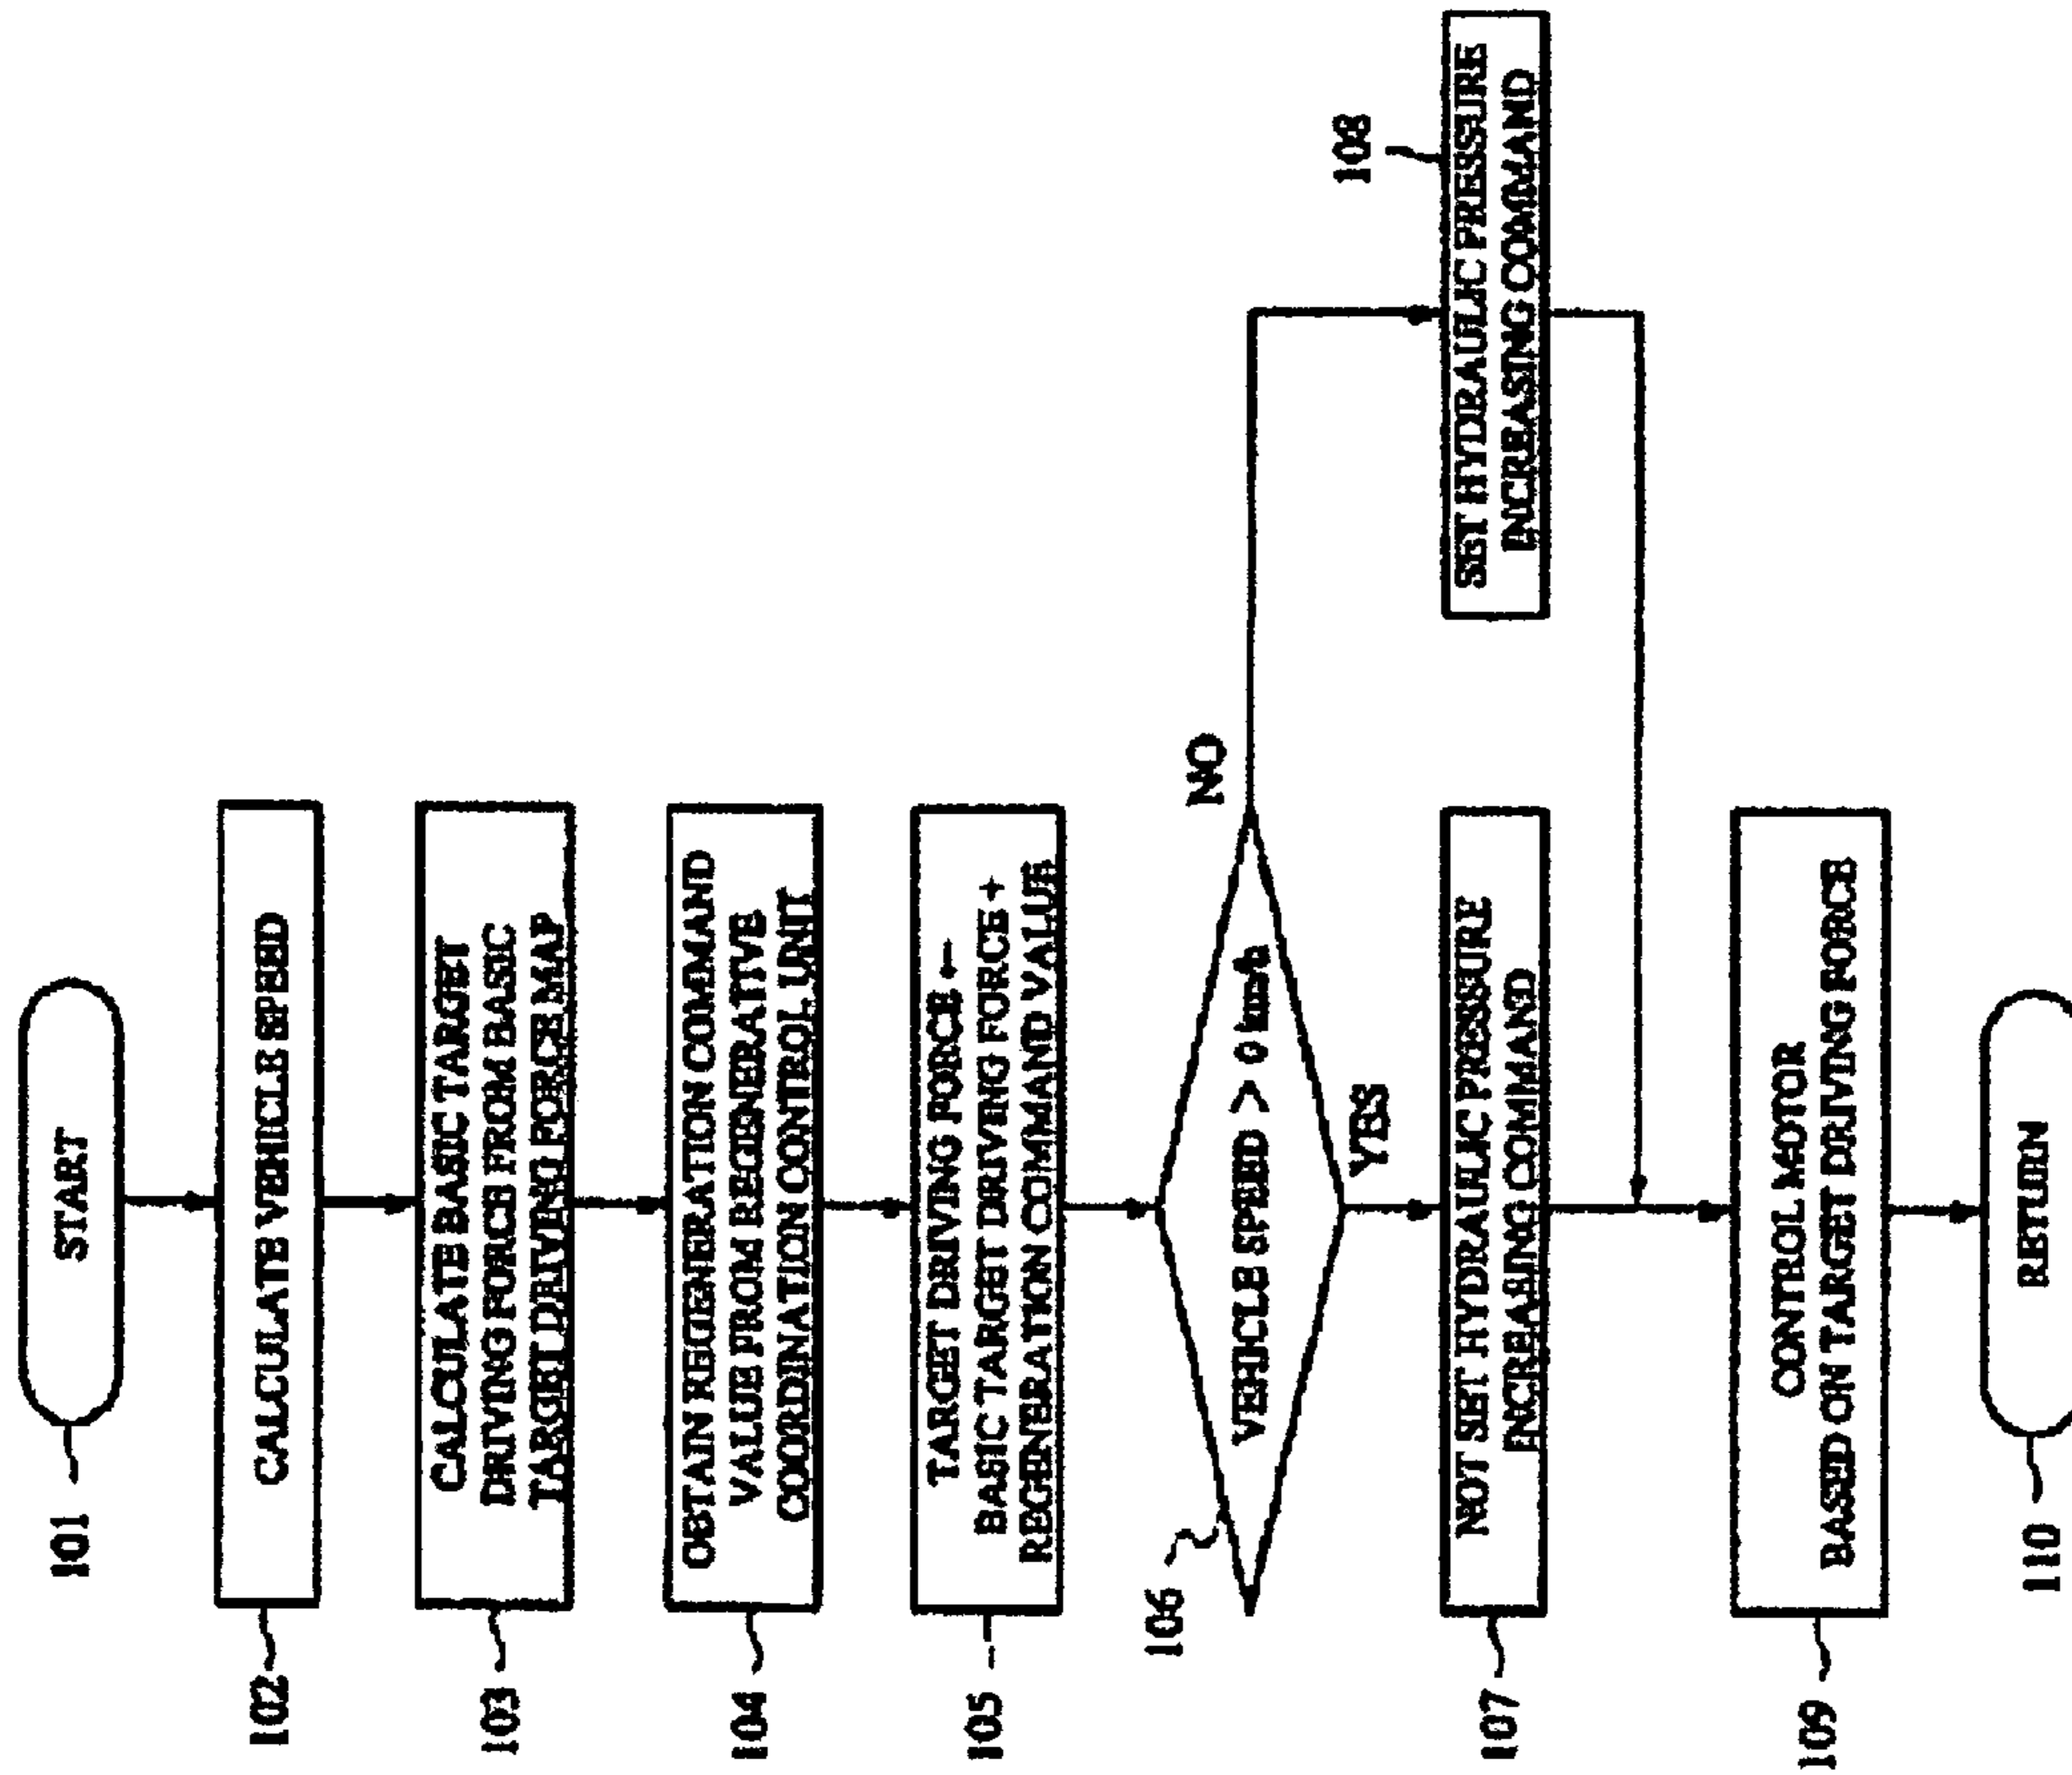 START
101
CALCULATE VEHICLE SPEED
102
CALCULATE BASIC TARGET
DRIVING FORCE FROM BASIC
TARGET DRIVING FORCE MAP
103
OBTAIN REGENERATION COMMAND
VALUE FROM REGENERATIVE
COORDINATION CONTROL UNIT
104
TARGET DRIVING FORCE ←
BASIC TARGET DRIVING FORCE +
REGENERATION COMMAND VALUE
105
VEHICLE SPEED > 0 km/h
106
NO
YES
NOT SET HYDRAULIC PRESSURE
INCREAING COMMAND
107
SET HYDRAULIC PRESSURE
INCREASING COMMAND
108
CONTROL MOTOR
BASED ON TARGET DRIVING FORCE
109
RETURN
110